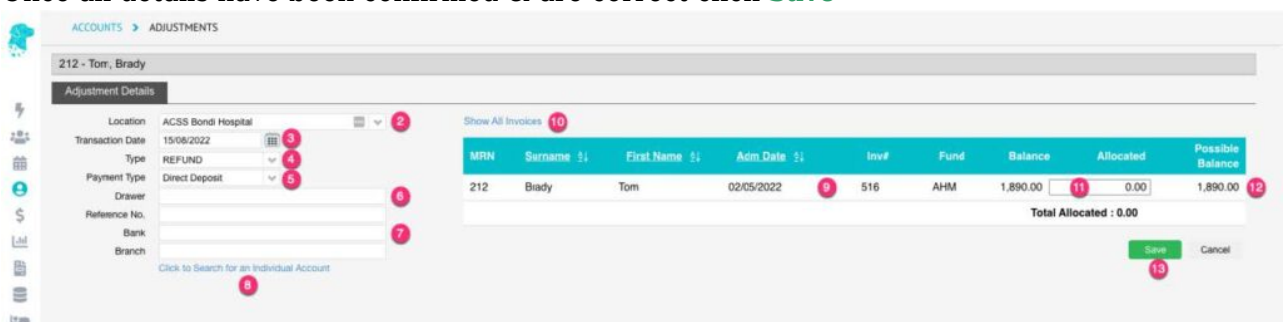 Once all details have been confirmed & are correct click Save
ACCOUNTS > ADJUSTMENTS
212 - Tom, Brady
Adjustment Details
Location ACSS Bondi Hospital 2
Transaction Date 15/08/2022 3
Type REFUND 4
Payment Type Direct Deposit 5
Drawer 6
Reference No.
Bank 7
Branch
Click to Search for an Individual Account
8
Show All Invoices 10
MRN Surname First Name Adm Date Inv# Fund Balance Allocated Possible Balance
212 Brady Tom 02/05/2022 9 516 AHM 1,890.00 11 0.00 1,890.00 12
Total Allocated : 0.00
Save Cancel
13